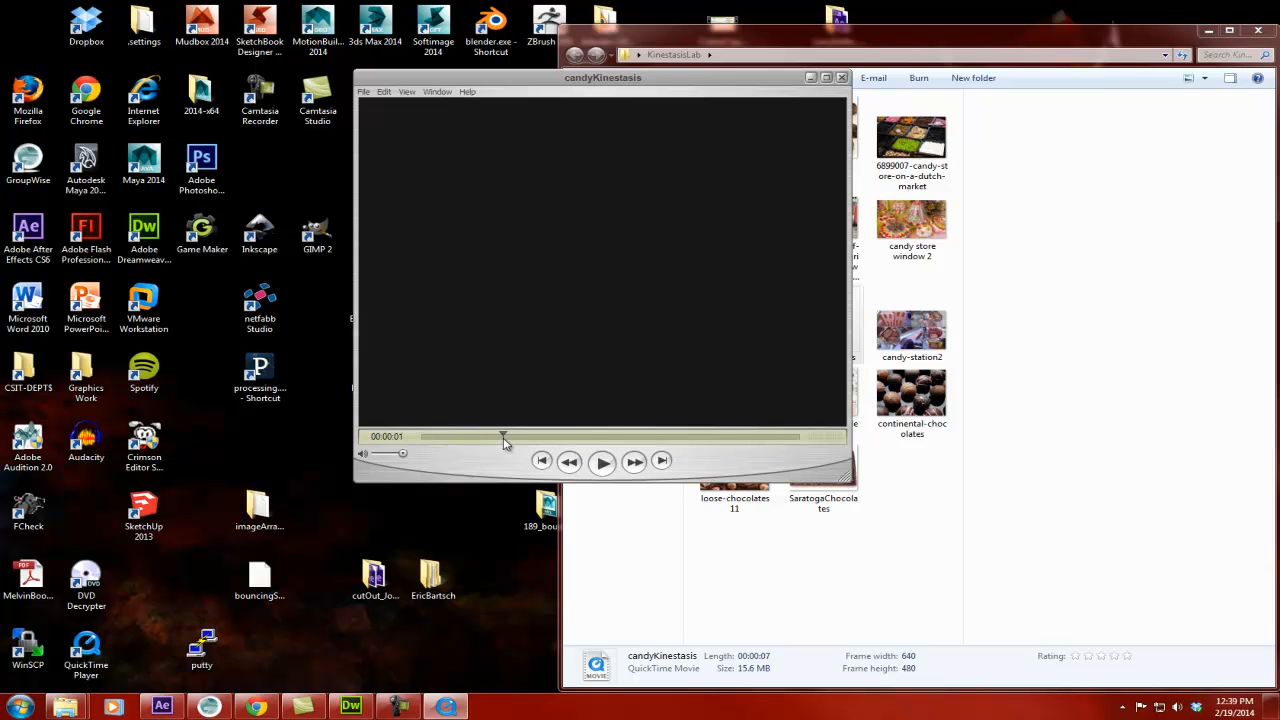 Dropbox
.settings
Mudbox 2014
SketchBook
Designer ...
MotionBuil...
2014
3ds Max 2014
Softimage
2014
blender.exe -
Shortcut
ZBrush
Mozilla
Firefox
Google
Chrome
Internet
Explorer
2014-x64
Camtasia
Recorder
Camtasia
Studio
GroupWise
Autodesk
Maya 20...
Maya 2014
Adobe
Photosho...
Adobe After
Effects CS6
Adobe Flash
Profession...
Adobe
Dreamweav...
Game Maker
Inkscape
GIMP 2
Microsoft
Word 2010
Microsoft
PowerPoi...
VMware
Workstation
netfabb
Studio
CSIT-DEPT$
Graphics
Work
Spotify
processing....
- Shortcut
Adobe
Audition 2.0
Audacity
Crimson
Editor S...
FCheck
SketchUp
2013
imageArra...
189_bou
MelvinBoo...
DVD
Decrypter
bouncingS...
cutOut_Jo...
EricBartsch
WinSCP
QuickTime
Player
putty
candyKinestasis
File Edit View Window Help
00:00:01
KinestasisLab
Search Kin...
E-mail Burn New folder
6899007-candy-st
ore-on-a-dutch-
market
candy store
window 2
candy-station2
continental-choc
olates
loose-chocolates
11
SaratogaChocola
tes
candyKinestasis Length: 00:00:07 Frame width: 640 Rating:
QuickTime Movie Size: 15.6 MB Frame height: 480
12:39 PM
2/19/2014